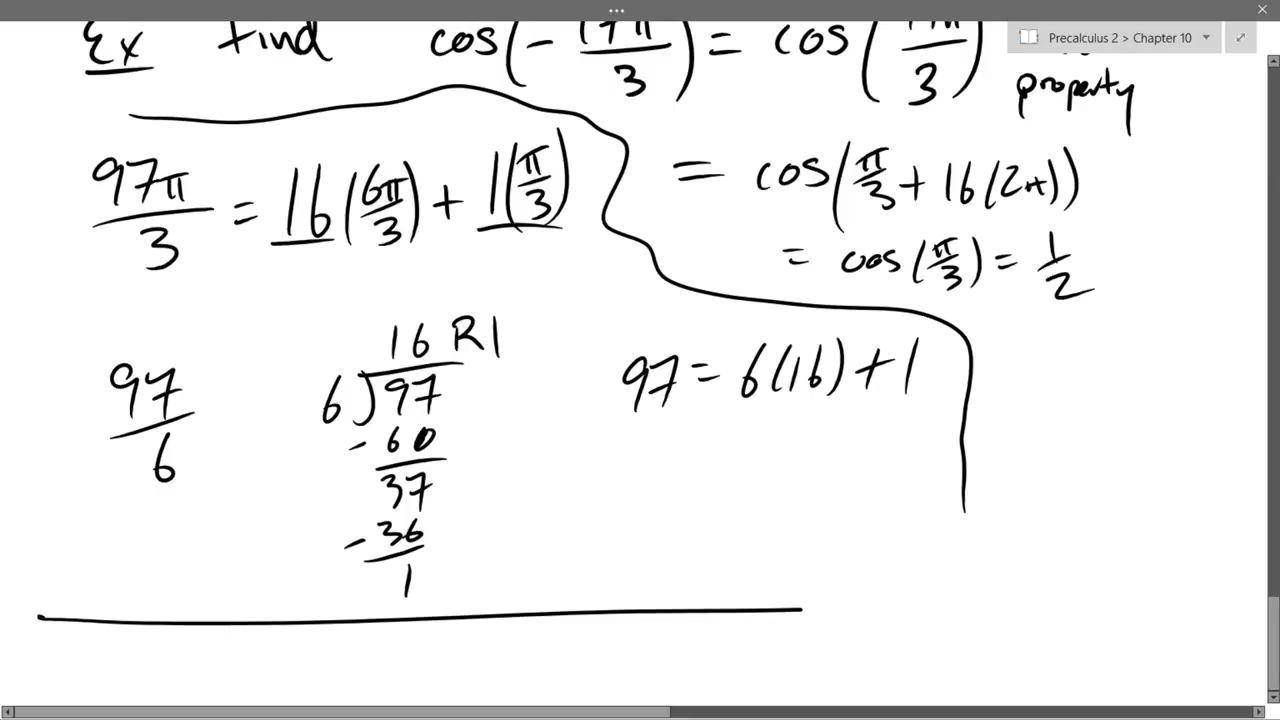 Precalculus 2 > Chapter 10
Ex find cos(- 97π/3) = cos(97π/3)
property
97π/3 = 16(6π/3) + 1(π/3)
= cos(π/3 + 16(2π))
= cos(π/3) = 1/2
97/6
16 R1
6)97
-60
37
-36
1
97 = 6(16) + 1